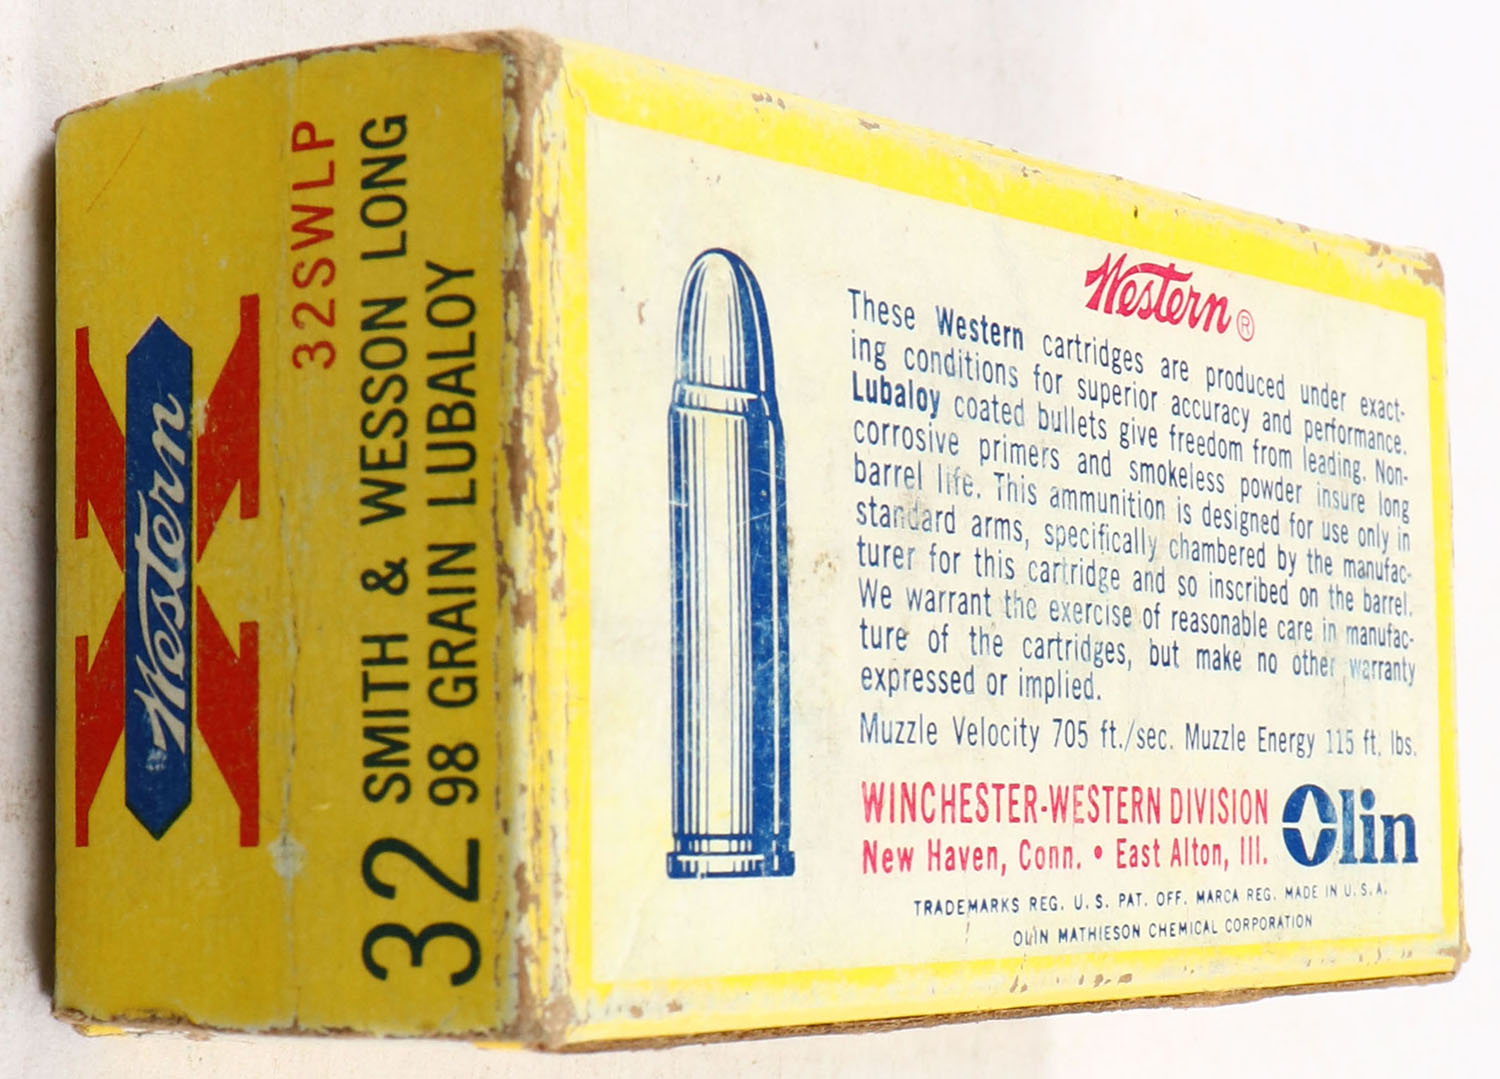 Western
32SWLP
32 SMITH & WESSON LONG
98 GRAIN LUBALOY
Western ®
These Western cartridges are produced under exact-
ing conditions for superior accuracy and performance.
Lubaloy coated bullets give freedom from leading. Non-
corrosive primers and smokeless powder insure long
barrel life. This ammunition is designed for use only in
standard arms, specifically chambered by the manufac-
turer for this cartridge and so inscribed on the barrel.
We warrant the exercise of reasonable care in manufac-
ture of the cartridges, but make no other warranty
expressed or implied.
Muzzle Velocity 705 ft./sec. Muzzle Energy 115 ft. lbs.
WINCHESTER-WESTERN DIVISION
New Haven, Conn. • East Alton, Ill.
Olin
TRADEMARKS REG. U. S. PAT. OFF. MARCA REG. MADE IN U. S. A.
OLIN MATHIESON CHEMICAL CORPORATION